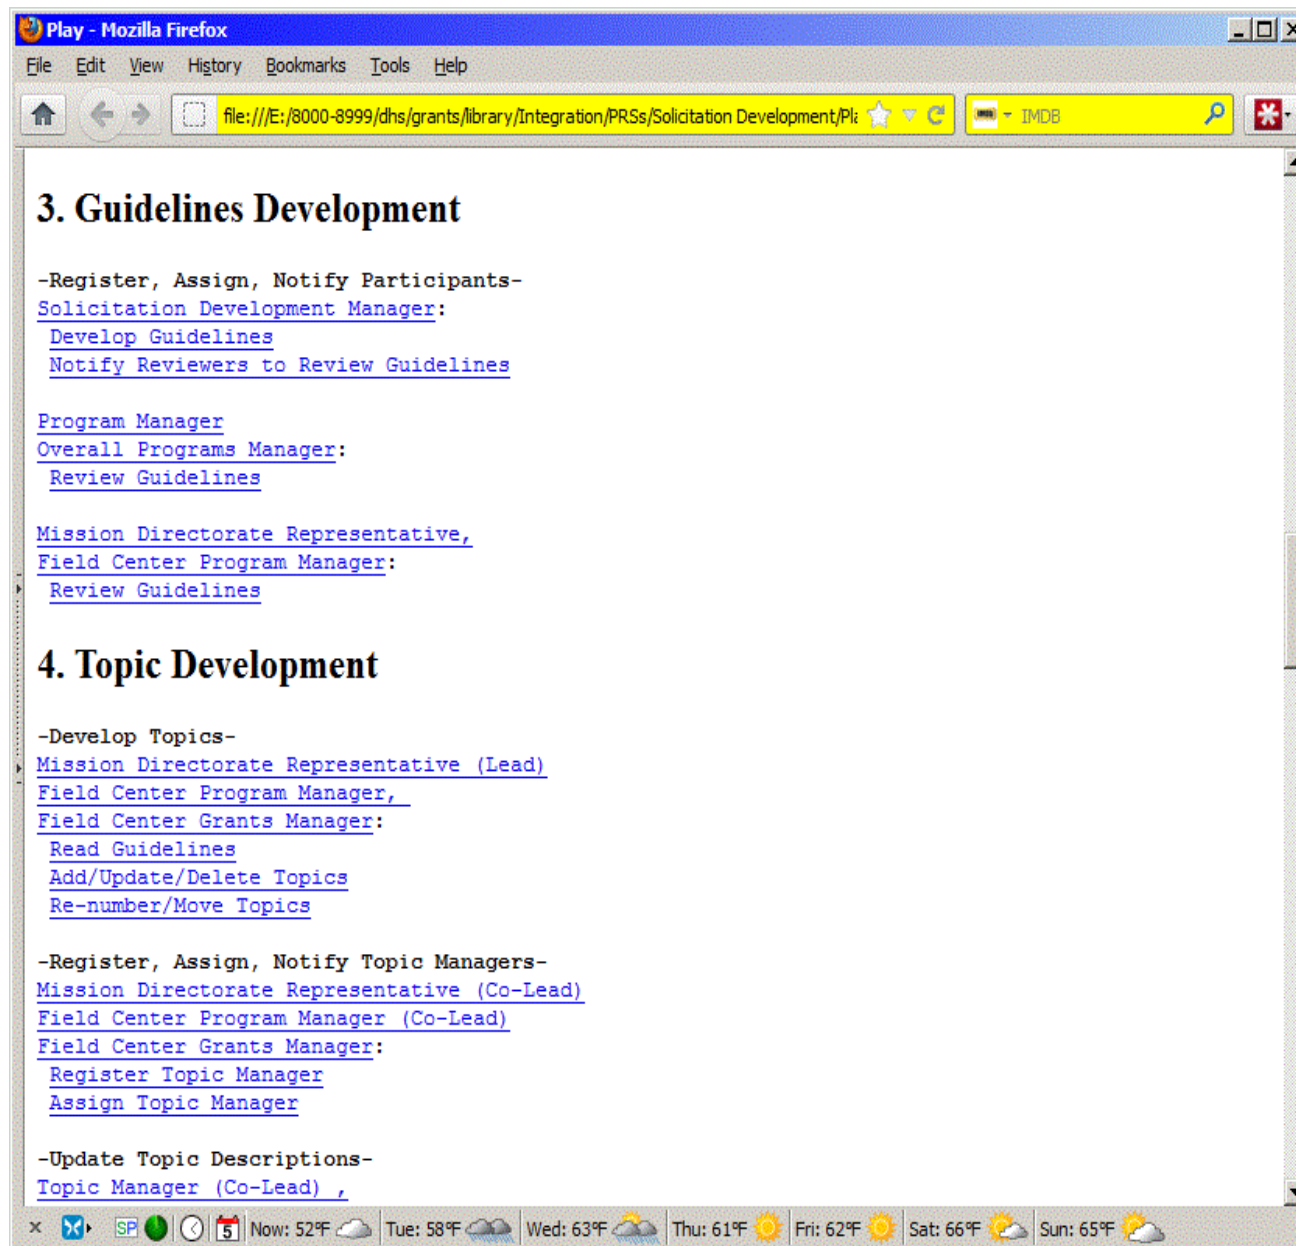 Play - Mozilla Firefox
File Edit View History Bookmarks Tools Help
file:///E:/8000-8999/dhs/grants/library/Integration/PRSs/Solicitation Development/Pla IMDB
3. Guidelines Development
-Register, Assign, Notify Participants-
Solicitation Development Manager:
Develop Guidelines
Notify Reviewers to Review Guidelines
Program Manager
Overall Programs Manager:
Review Guidelines
Mission Directorate Representative,
Field Center Program Manager:
Review Guidelines
4. Topic Development
-Develop Topics-
Mission Directorate Representative (Lead)
Field Center Program Manager,
Field Center Grants Manager:
Read Guidelines
Add/Update/Delete Topics
Re-number/Move Topics
-Register, Assign, Notify Topic Managers-
Mission Directorate Representative (Co-Lead)
Field Center Program Manager (Co-Lead)
Field Center Grants Manager:
Register Topic Manager
Assign Topic Manager
-Update Topic Descriptions-
Topic Manager (Co-Lead) ,
SP 5 Now: 52°F Tue: 58°F Wed: 63°F Thu: 61°F Fri: 62°F Sat: 66°F Sun: 65°F